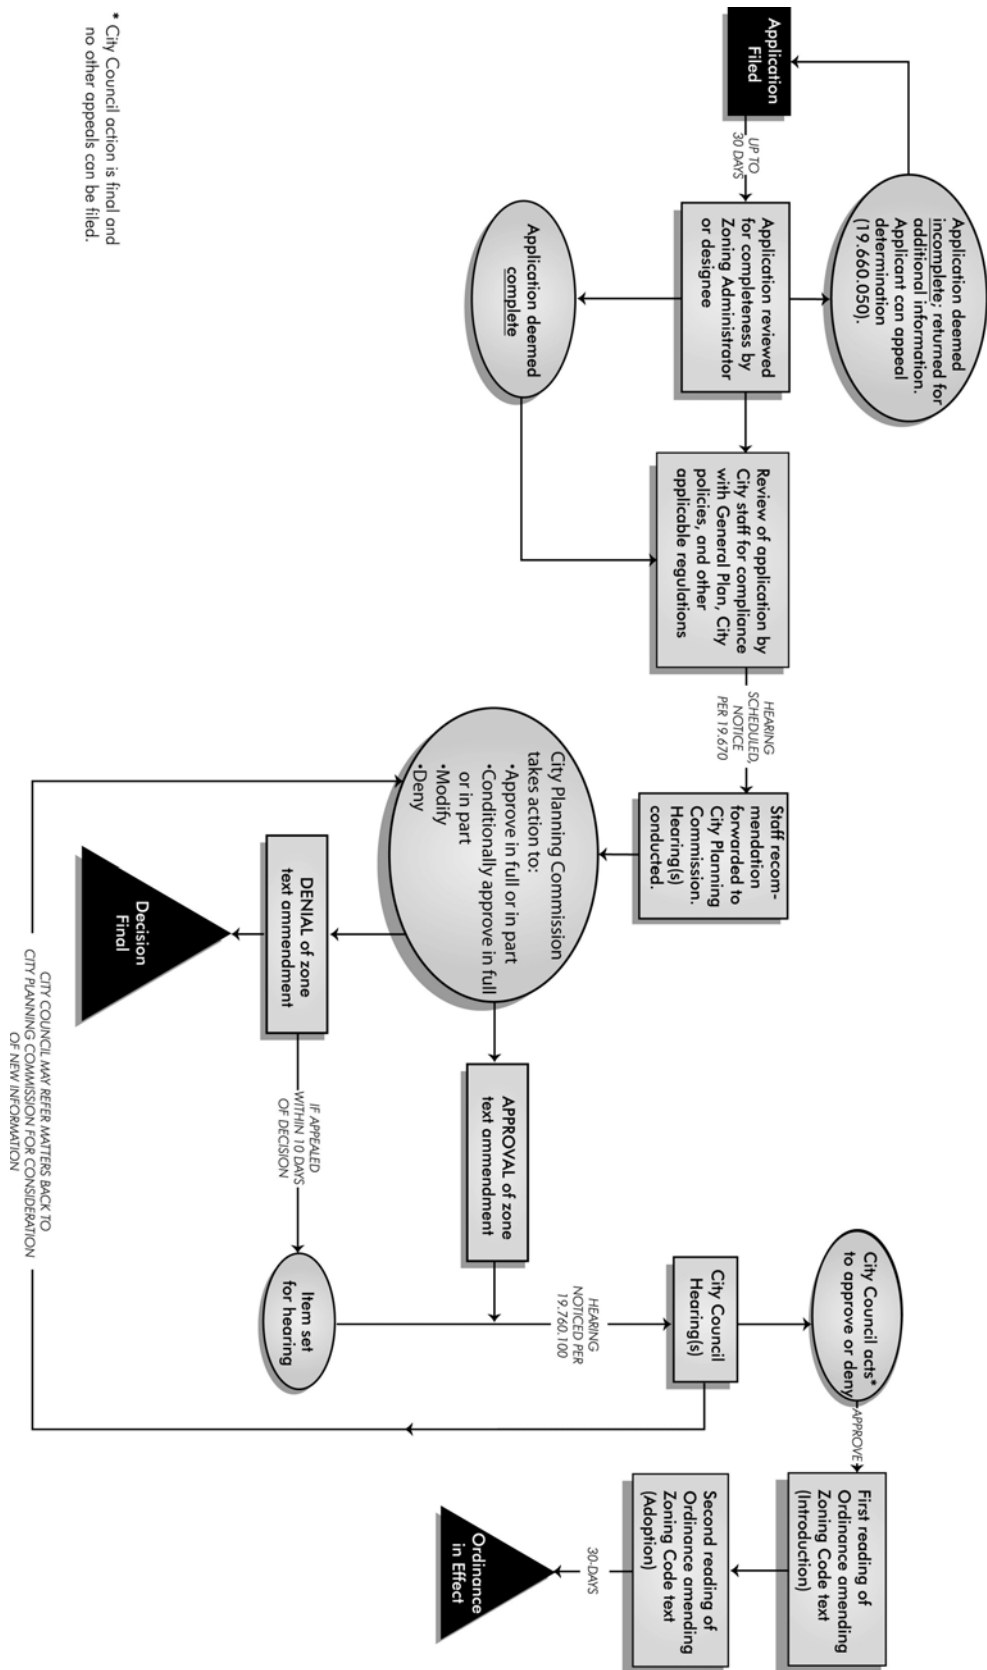 Application
Filed
UP TO
30 DAYS
Application deemed
incomplete; returned for
additional information.
Applicant can appeal
determination
(19.660.050).
Application reviewed
for completeness by
Zoning Administrator
or designee
Application deemed
complete
Review of application by
City staff for compliance
with General Plan, City
policies, and other
applicable regulations
HEARING
SCHEDULED,
NOTICE
PER 19.670
Staff recom-
mendation
forwarded to
City Planning
Commission.
Hearing(s)
conducted.
City Planning Commission
takes action to:
•Approve in full or in part
•Conditionally approve in full
or in part
•Modify
•Deny
DENIAL of zone
text ammendment
Decision
Final
IF APPEALED
WITHIN 10 DAYS
OF DECISION
APPROVAL of zone
text ammendment
Item set
for hearing
HEARING
NOTICED PER
19.760.100
City Council
Hearing(s)
City Council acts*
to approve or deny
APPROVE
First reading of
Ordinance amending
Zoning Code text
(Introduction)
Second reading of
Ordinance amending
Zoning Code text
(Adoption)
30-DAYS
Ordinance
in Effect
CITY COUNCIL MAY REFER MATTERS BACK TO
CITY PLANNING COMMISSION FOR CONSIDERATION
OF NEW INFORMATION
* City Council action is final and
no other appeals can be filed.